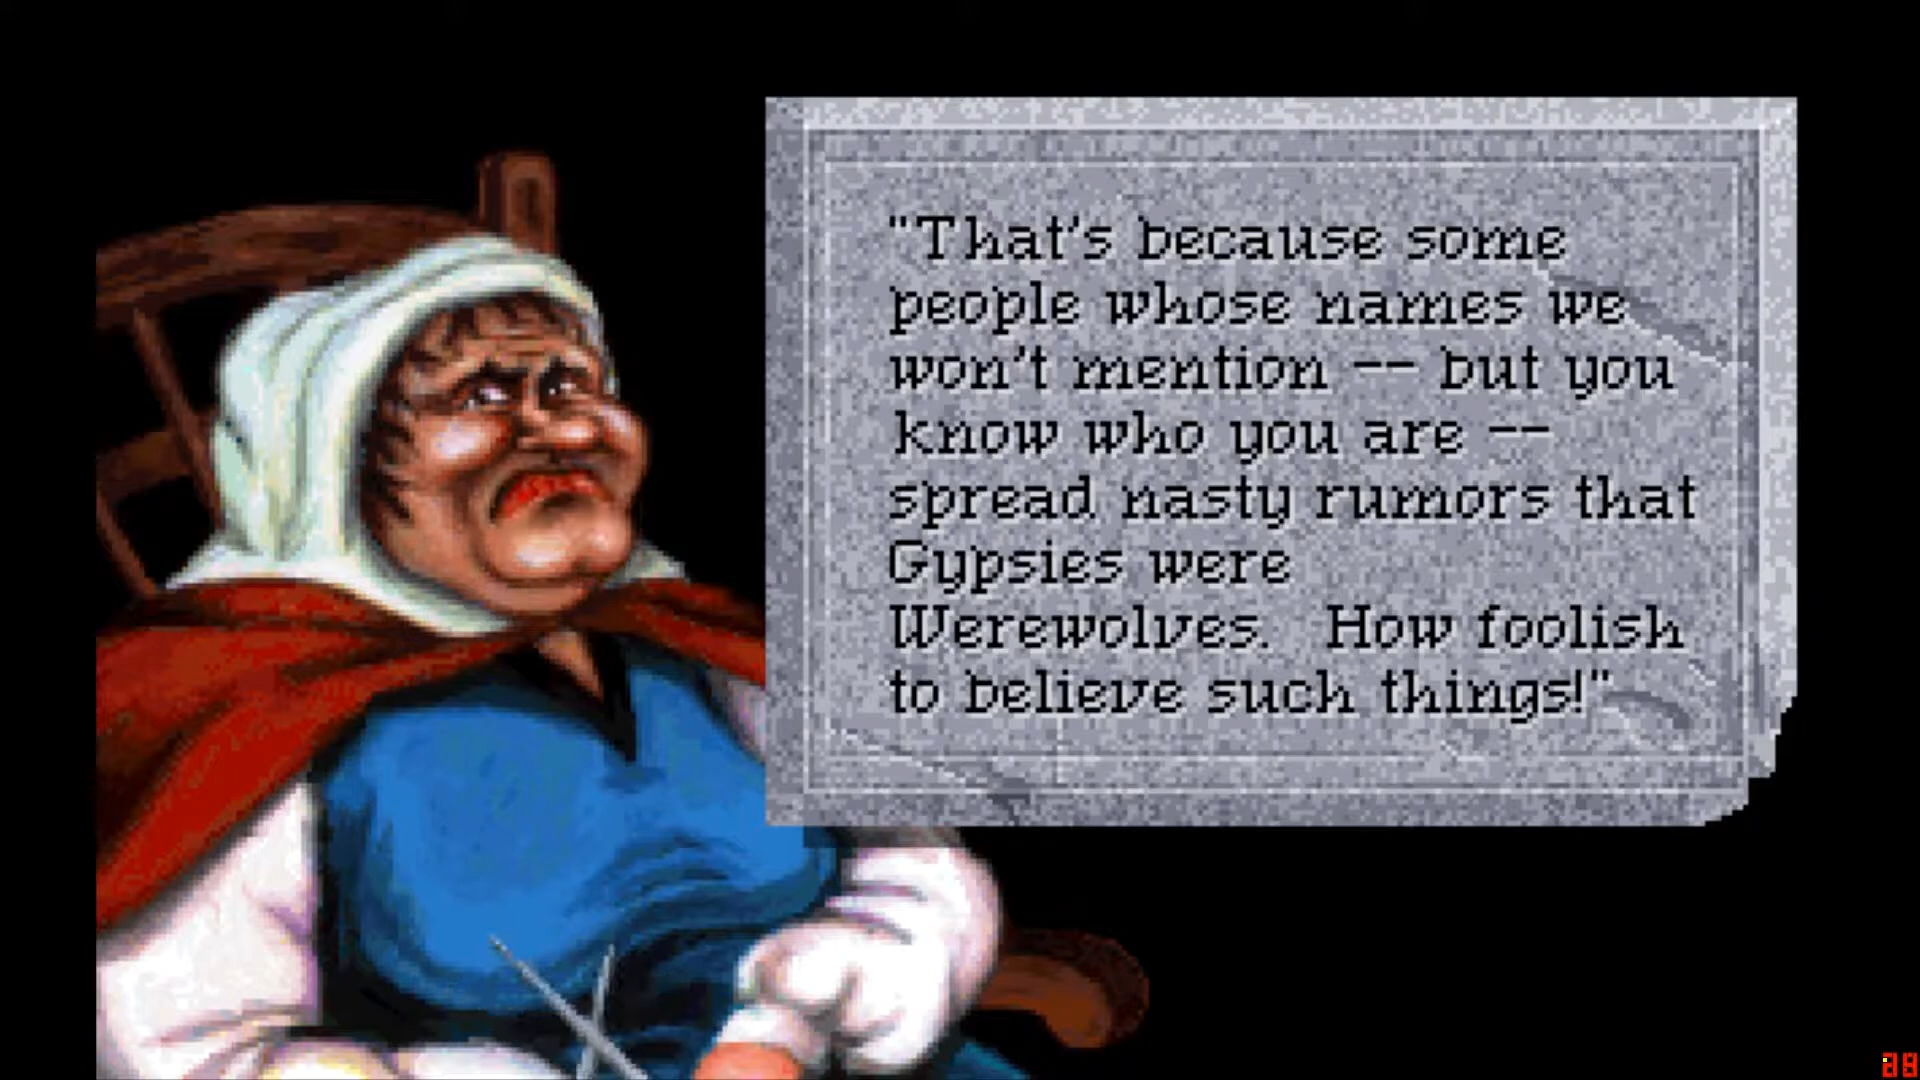 "That's because some
people whose names we
won't mention -- but you
know who you are --
spread nasty rumors that
Gypsies were
Werewolves.  How foolish
to believe such things!"